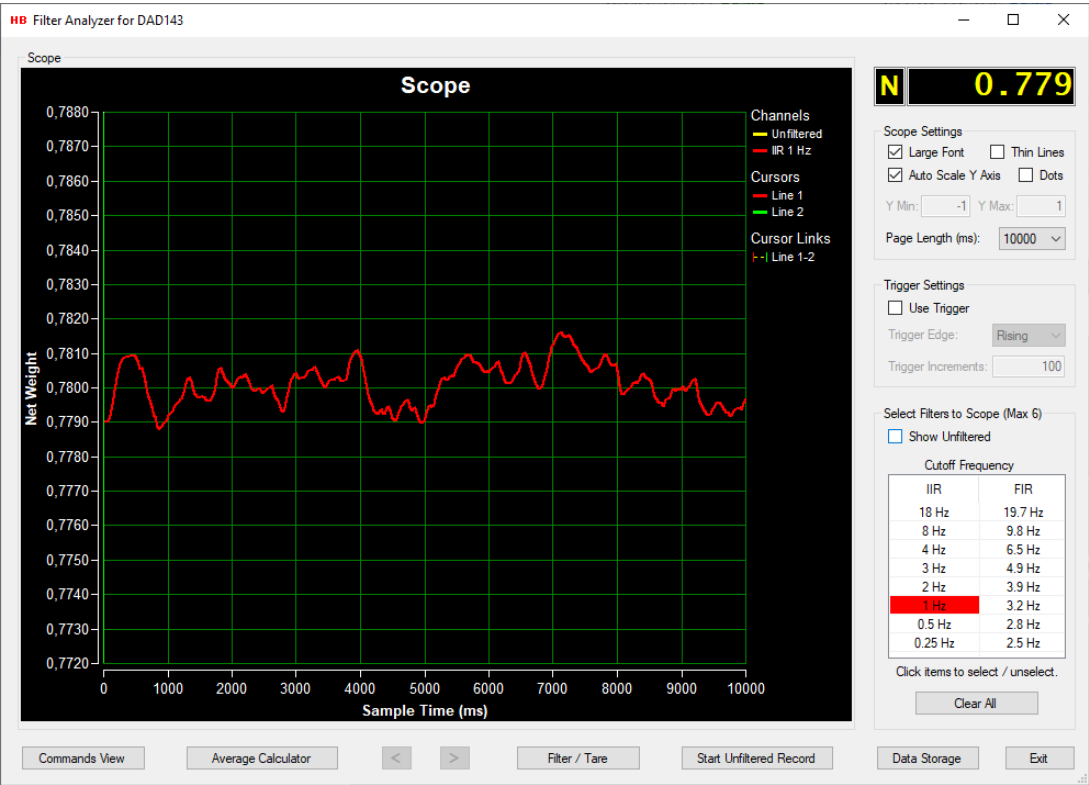 HB Filter Analyzer for DAD143
Scope
Scope
0,7880
0,7870
0,7860
0,7850
0,7840
0,7830
0,7820
0,7810
0,7800
0,7790
0,7780
0,7770
0,7760
0,7750
0,7740
0,7730
0,7720
Net Weight
0 1000 2000 3000 4000 5000 6000 7000 8000 9000 10000
Sample Time (ms)
Channels
Unfiltered
IIR 1 Hz
Cursors
Line 1
Line 2
Cursor Links
Line 1-2
N 0.779
Scope Settings
Large Font Thin Lines
Auto Scale Y Axis Dots
Y Min: -1 Y Max: 1
Page Length (ms): 10000
Trigger Settings
Use Trigger
Trigger Edge: Rising
Trigger Increments: 100
Select Filters to Scope (Max 6)
Show Unfiltered
Cutoff Frequency
IIR FIR
18 Hz 19.7 Hz
8 Hz 9.8 Hz
4 Hz 6.5 Hz
3 Hz 4.9 Hz
2 Hz 3.9 Hz
1 Hz 3.2 Hz
0.5 Hz 2.8 Hz
0.25 Hz 2.5 Hz
Click items to select / unselect.
Clear All
Commands View Average Calculator < > Filter / Tare Start Unfiltered Record Data Storage Exit